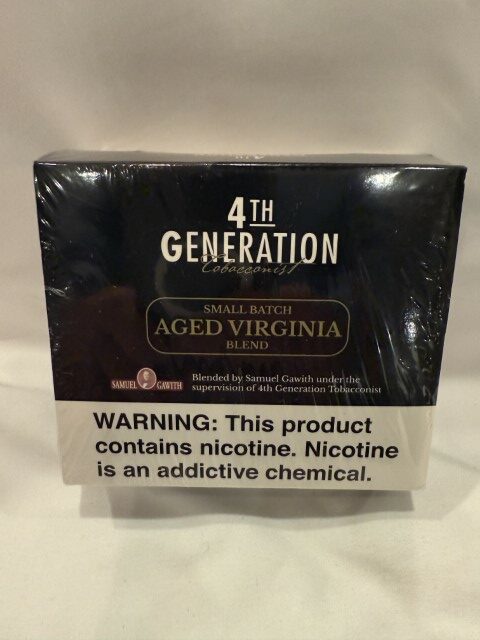 4TH
GENERATION
Tobacconist
SMALL BATCH
AGED VIRGINIA
BLEND
SAMUEL GAWITH
Blended by Samuel Gawith under the
supervision of 4th Generation Tobacconist
WARNING: This product
contains nicotine. Nicotine
is an addictive chemical.